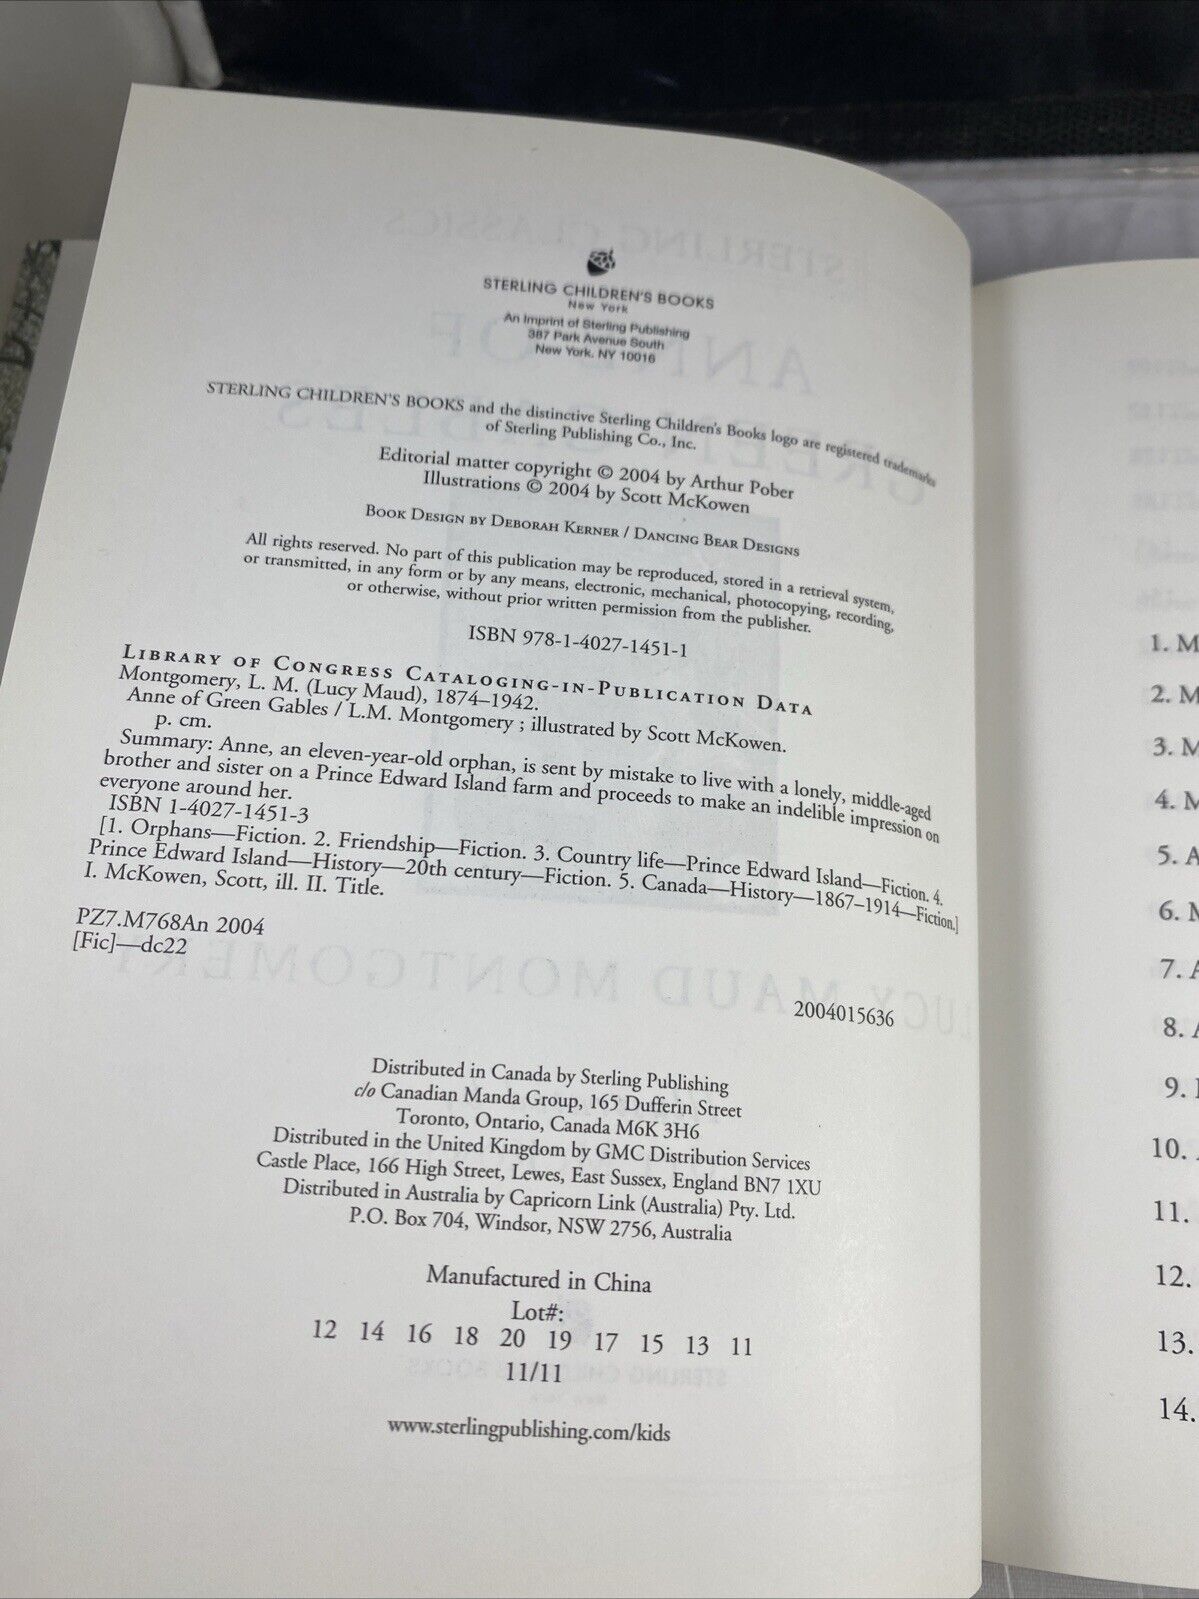 STERLING CHILDREN'S BOOKS
New York
An Imprint of Sterling Publishing
387 Park Avenue South
New York, NY 10016
STERLING CHILDREN'S BOOKS and the distinctive Sterling Children's Books logo are registered trademarks
of Sterling Publishing Co., Inc.
Editorial matter copyright © 2004 by Arthur Pober
Illustrations © 2004 by Scott McKowen
Book Design by Deborah Kerner / Dancing Bear Designs
All rights reserved. No part of this publication may be reproduced, stored in a retrieval system,
or transmitted, in any form or by any means, electronic, mechanical, photocopying, recording,
or otherwise, without prior written permission from the publisher.
ISBN 978-1-4027-1451-1
Library of Congress Cataloging-in-Publication Data
Montgomery, L. M. (Lucy Maud), 1874–1942.
Anne of Green Gables / L.M. Montgomery ; illustrated by Scott McKowen.
p. cm.
Summary: Anne, an eleven-year-old orphan, is sent by mistake to live with a lonely, middle-aged
brother and sister on a Prince Edward Island farm and proceeds to make an indelible impression on
everyone around her.
ISBN 1-4027-1451-3
[1. Orphans—Fiction. 2. Friendship—Fiction. 3. Country life—Prince Edward Island—Fiction. 4.
Prince Edward Island—History—20th century—Fiction. 5. Canada—History—1867–1914—Fiction.]
I. McKowen, Scott, ill. II. Title.
PZ7.M768An 2004
[Fic]—dc22
2004015636
Distributed in Canada by Sterling Publishing
c/o Canadian Manda Group, 165 Dufferin Street
Toronto, Ontario, Canada M6K 3H6
Distributed in the United Kingdom by GMC Distribution Services
Castle Place, 166 High Street, Lewes, East Sussex, England BN7 1XU
Distributed in Australia by Capricorn Link (Australia) Pty. Ltd.
P.O. Box 704, Windsor, NSW 2756, Australia
Manufactured in China
Lot#:
12 14 16 18 20 19 17 15 13 11
11/11
www.sterlingpublishing.com/kids
1. M
2. M
3. M
4. M
5. A
6. M
7. A
8. A
9.
10.
11.
12.
13.
14.